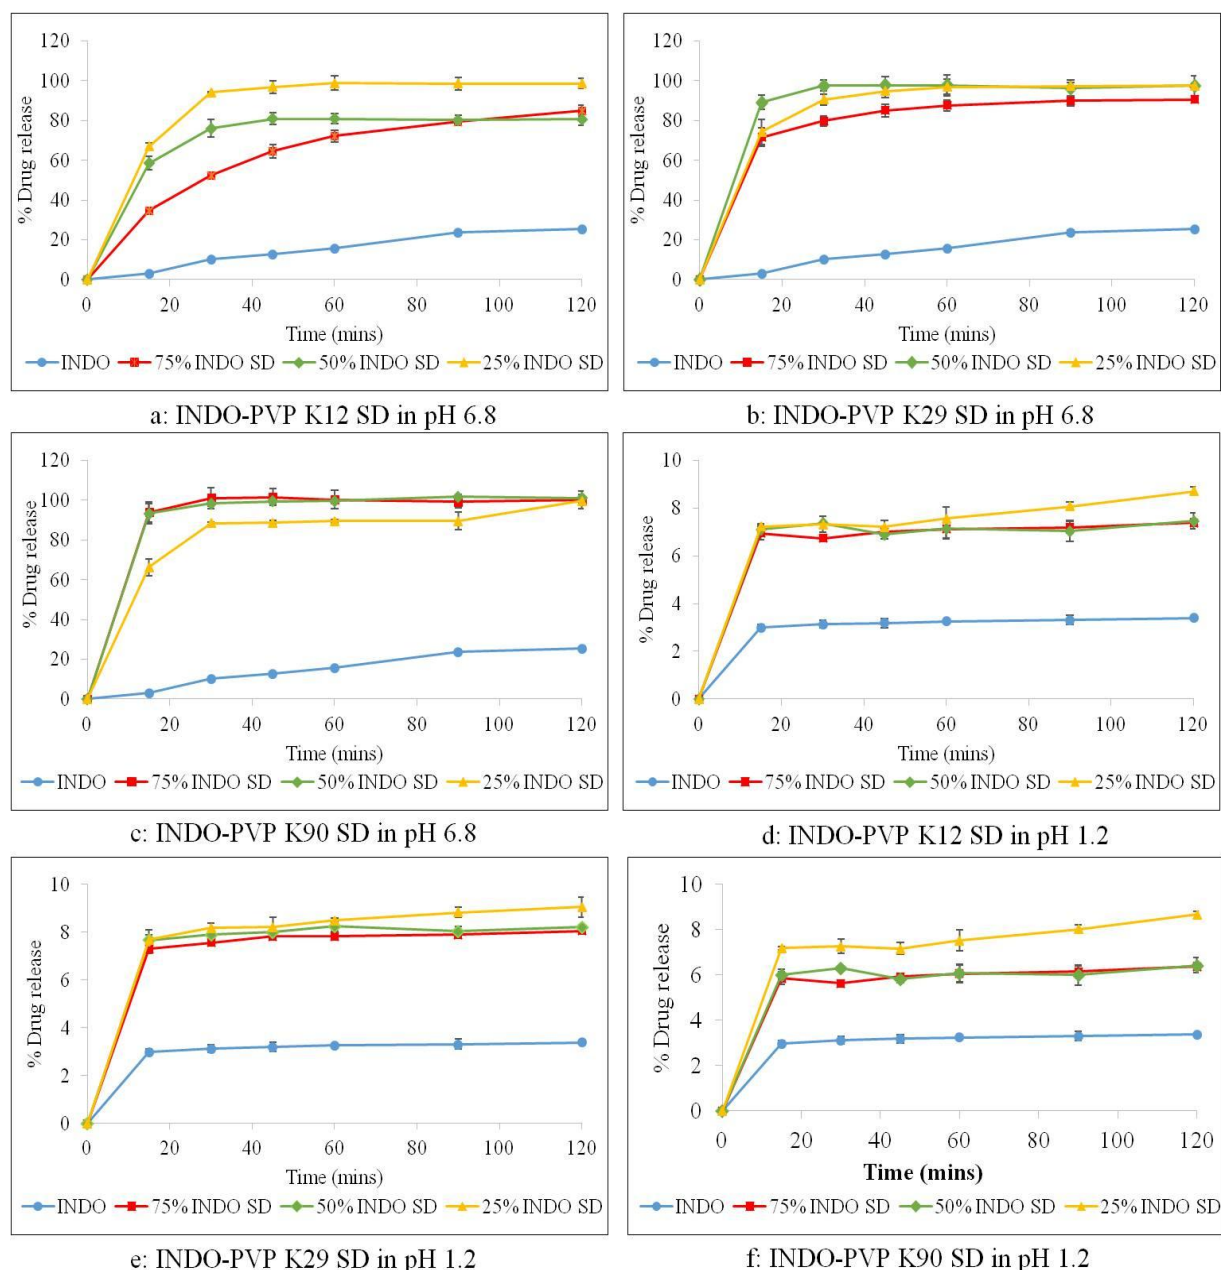 120
100
80
60
40
20
0
% Drug release
0 20 40 60 80 100 120
Time (mins)
INDO 75% INDO SD 50% INDO SD 25% INDO SD
a: INDO-PVP K12 SD in pH 6.8
120
100
80
60
40
20
0
% Drug release
0 20 40 60 80 100 120
Time (mins)
INDO 75% INDO SD 50% INDO SD 25% INDO SD
b: INDO-PVP K29 SD in pH 6.8
120
100
80
60
40
20
0
% Drug release
0 20 40 60 80 100 120
Time (mins)
INDO 75% INDO SD 50% INDO SD 25% INDO SD
c: INDO-PVP K90 SD in pH 6.8
10
8
6
4
2
0
% Drug release
0 20 40 60 80 100 120
Time (mins)
INDO 75% INDO SD 50% INDO SD 25% INDO SD
d: INDO-PVP K12 SD in pH 1.2
10
8
6
4
2
0
% Drug release
0 20 40 60 80 100 120
Time (mins)
INDO 75% INDO SD 50% INDO SD 25% INDO SD
e: INDO-PVP K29 SD in pH 1.2
10
8
6
4
2
0
% Drug release
0 20 40 60 80 100 120
Time (mins)
INDO 75% INDO SD 50% INDO SD 25% INDO SD
f: INDO-PVP K90 SD in pH 1.2